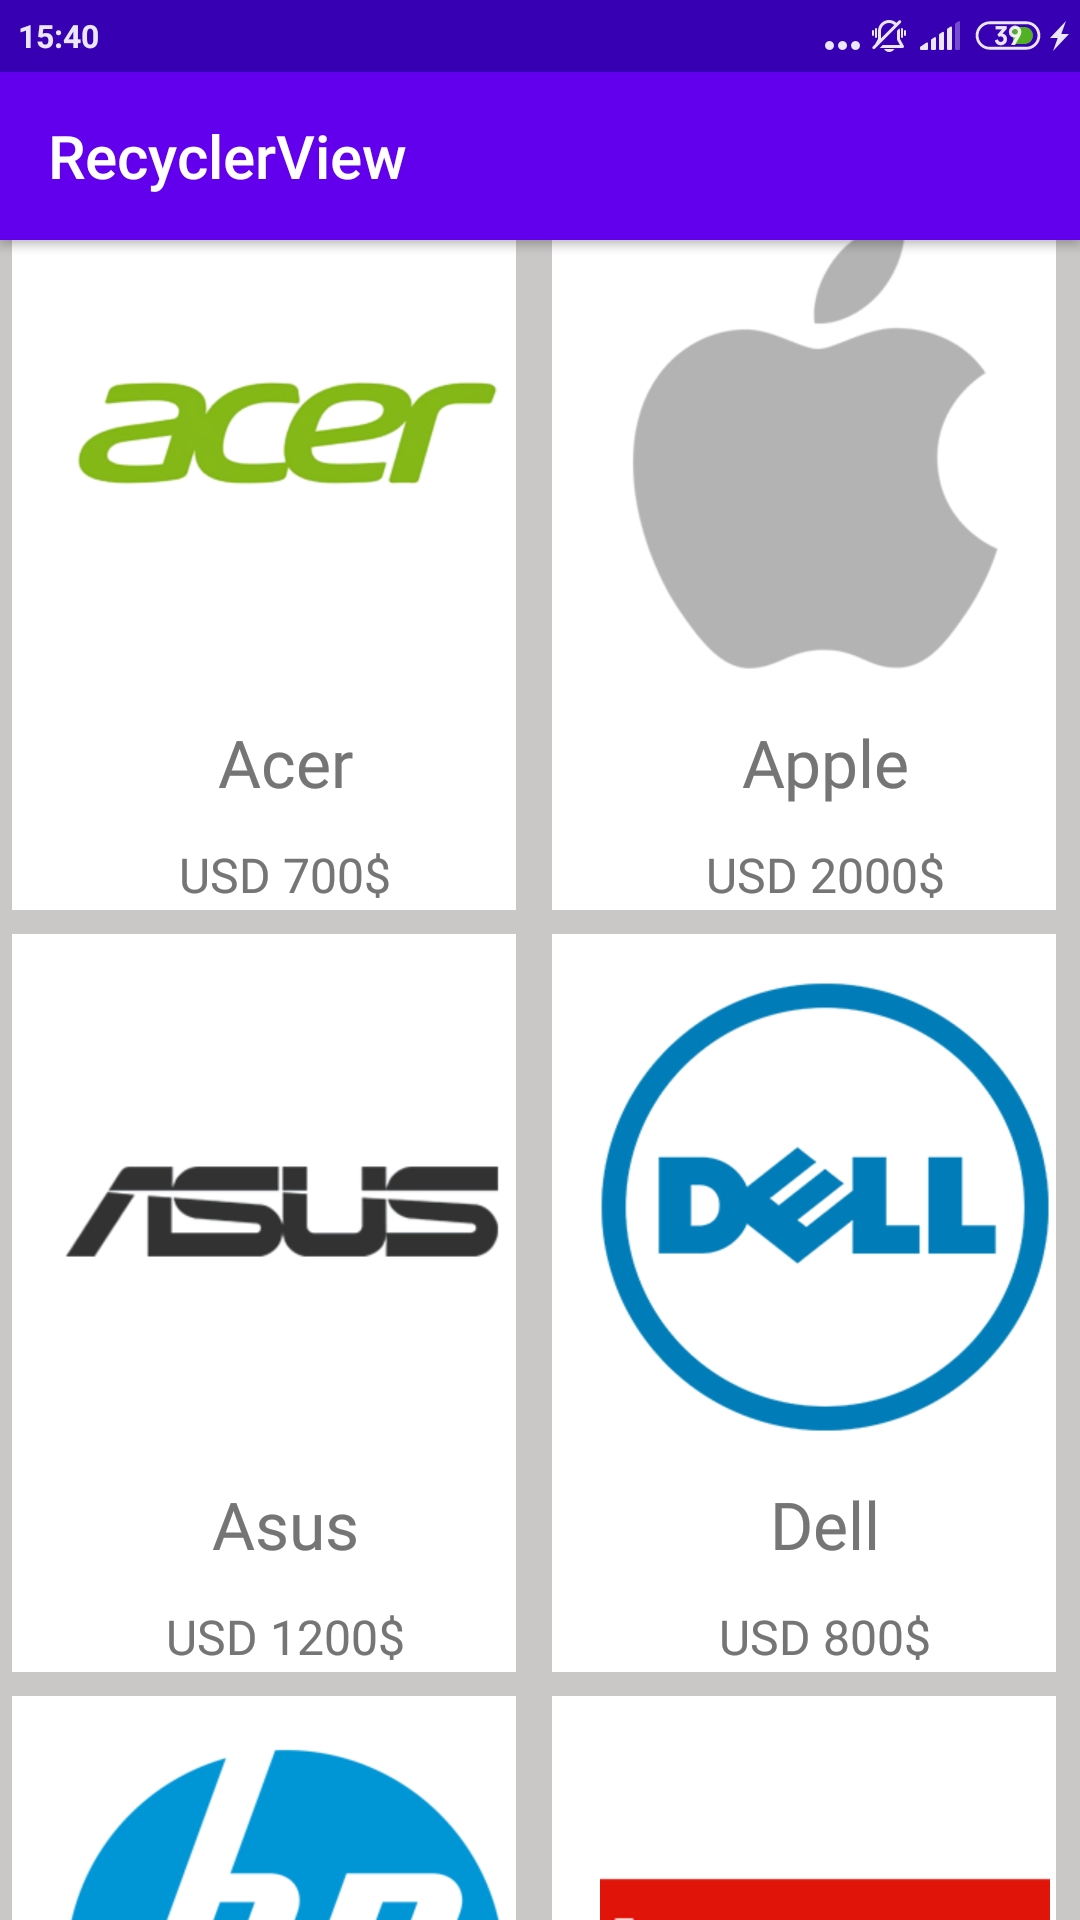 15:40
39
RecyclerView
acer
Acer
Apple
USD 700$
USD 2000$
ASUS
DELL
Asus
Dell
USD 1200$
USD 800$
hp